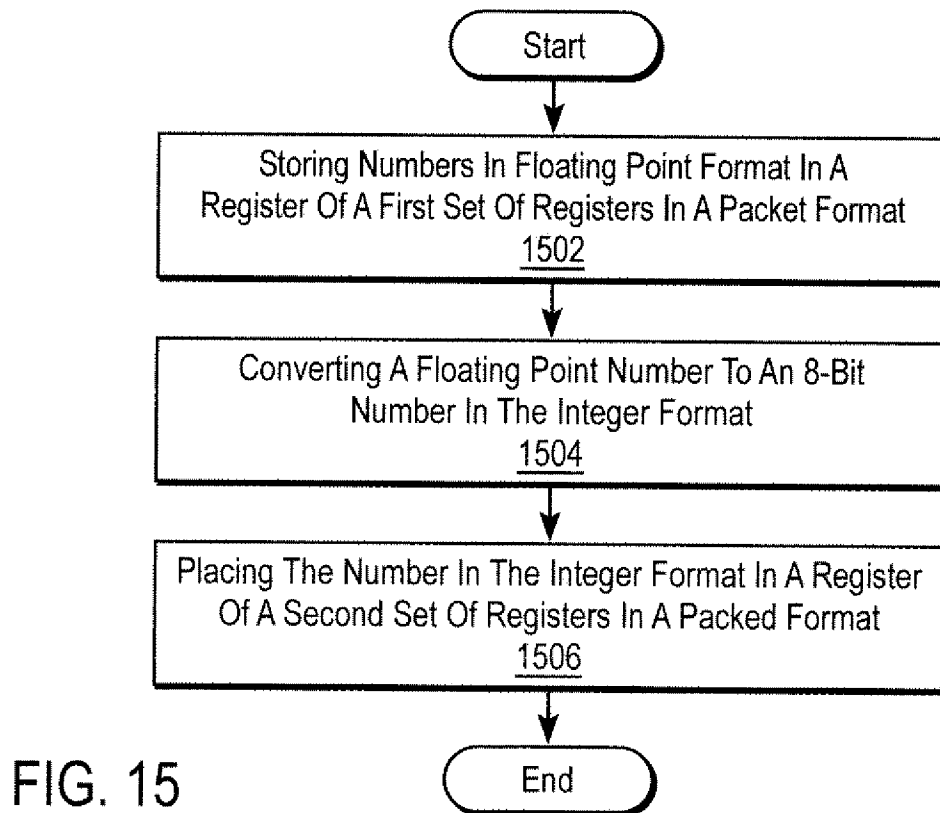 Start
Storing Numbers In Floating Point Format In A
Register Of A First Set Of Registers In A Packet Format
1502
Converting A Floating Point Number To An 8-Bit
Number In The Integer Format
1504
Placing The Number In The Integer Format In A Register
Of A Second Set Of Registers In A Packed Format
1506
End
FIG. 15